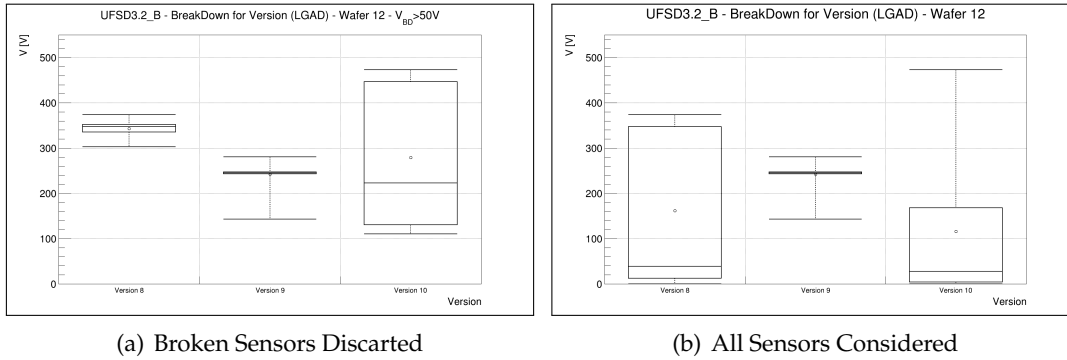 UFSD3.2_B - BreakDown for Version (LGAD) - Wafer 12 - V_BD>50V
V [V]
500
400
300
200
100
0
Version 8
Version 9
Version 10
Version
(a) Broken Sensors Discarted
UFSD3.2_B - BreakDown for Version (LGAD) - Wafer 12
V [V]
500
400
300
200
100
0
Version 8
Version 9
Version 10
Version
(b) All Sensors Considered